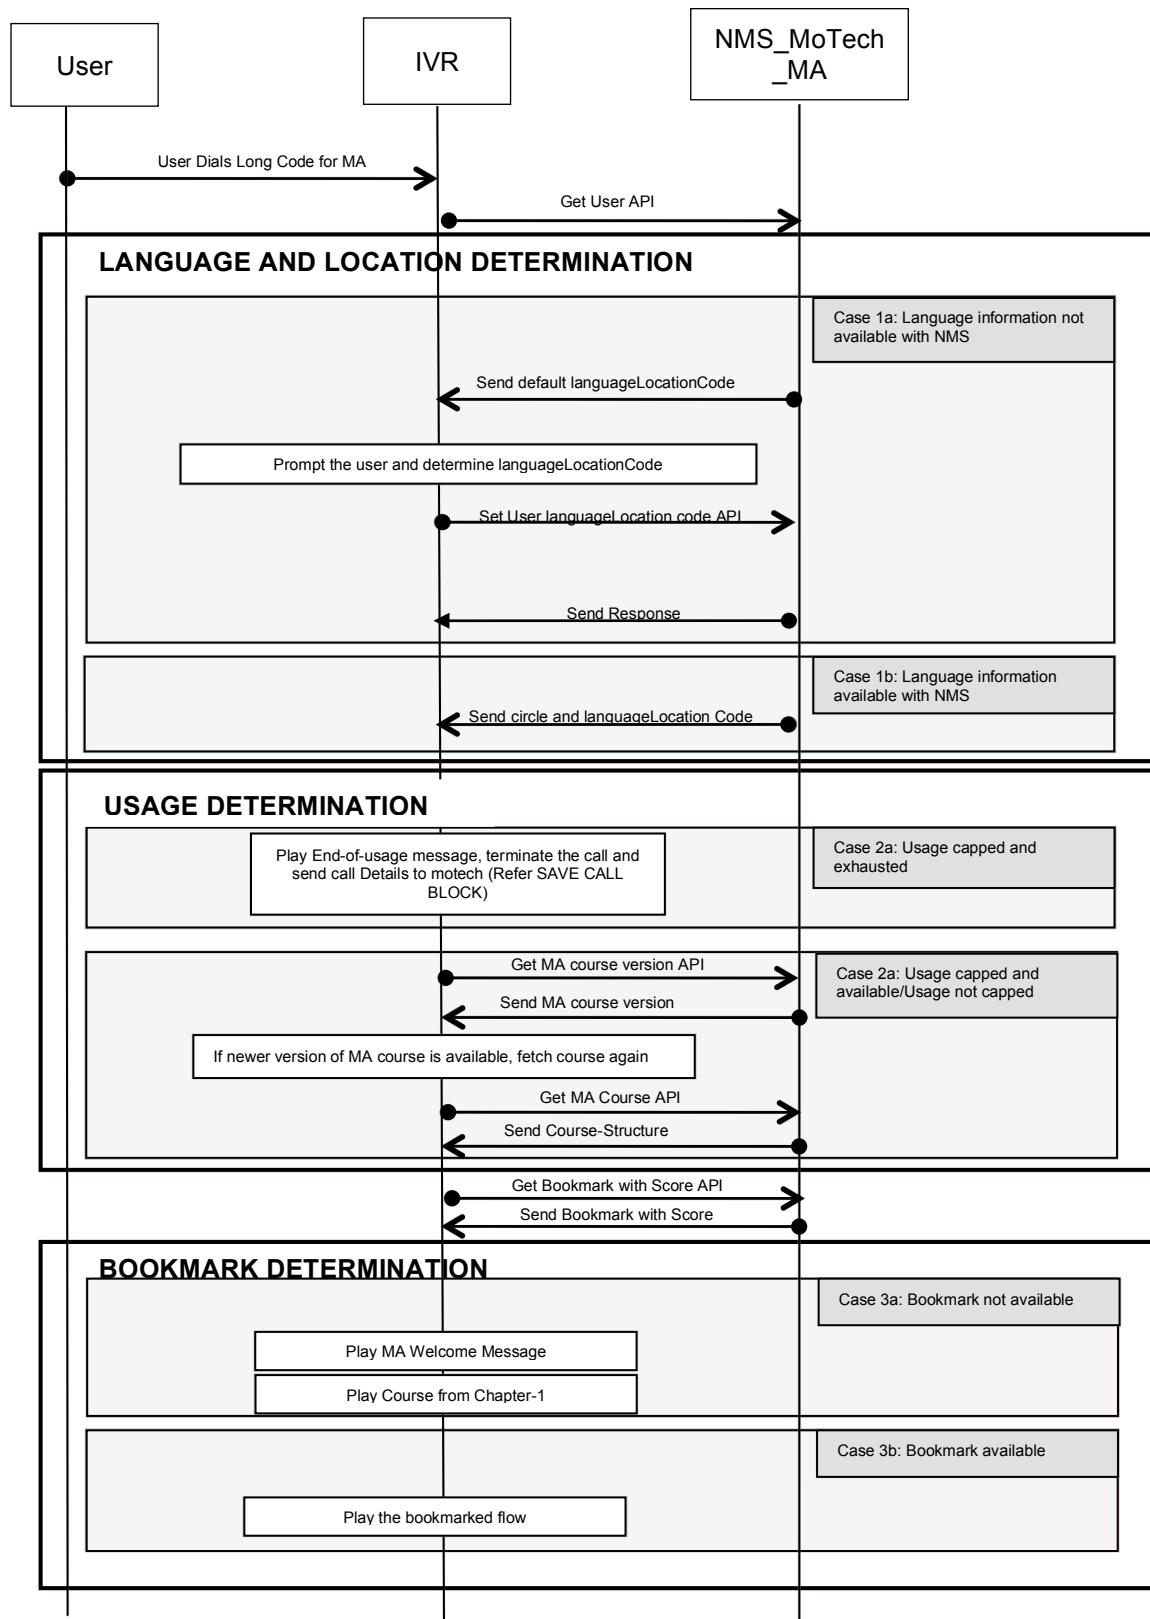 User
IVR
NMS_MoTech
_MA
User Dials Long Code for MA
Get User API
LANGUAGE AND LOCATION DETERMINATION
Case 1a: Language information not
available with NMS
Send default languageLocationCode
Prompt the user and determine languageLocationCode
Set User languageLocation code API
Send Response
Case 1b: Language information
available with NMS
Send circle and languageLocation Code
USAGE DETERMINATION
Case 2a: Usage capped and
exhausted
Play End-of-usage message, terminate the call and
send call Details to motech (Refer SAVE CALL
BLOCK)
Get MA course version API
Case 2a: Usage capped and
available/Usage not capped
Send MA course version
If newer version of MA course is available, fetch course again
Get MA Course API
Send Course-Structure
Get Bookmark with Score API
Send Bookmark with Score
BOOKMARK DETERMINATION
Case 3a: Bookmark not available
Play MA Welcome Message
Play Course from Chapter-1
Case 3b: Bookmark available
Play the bookmarked flow